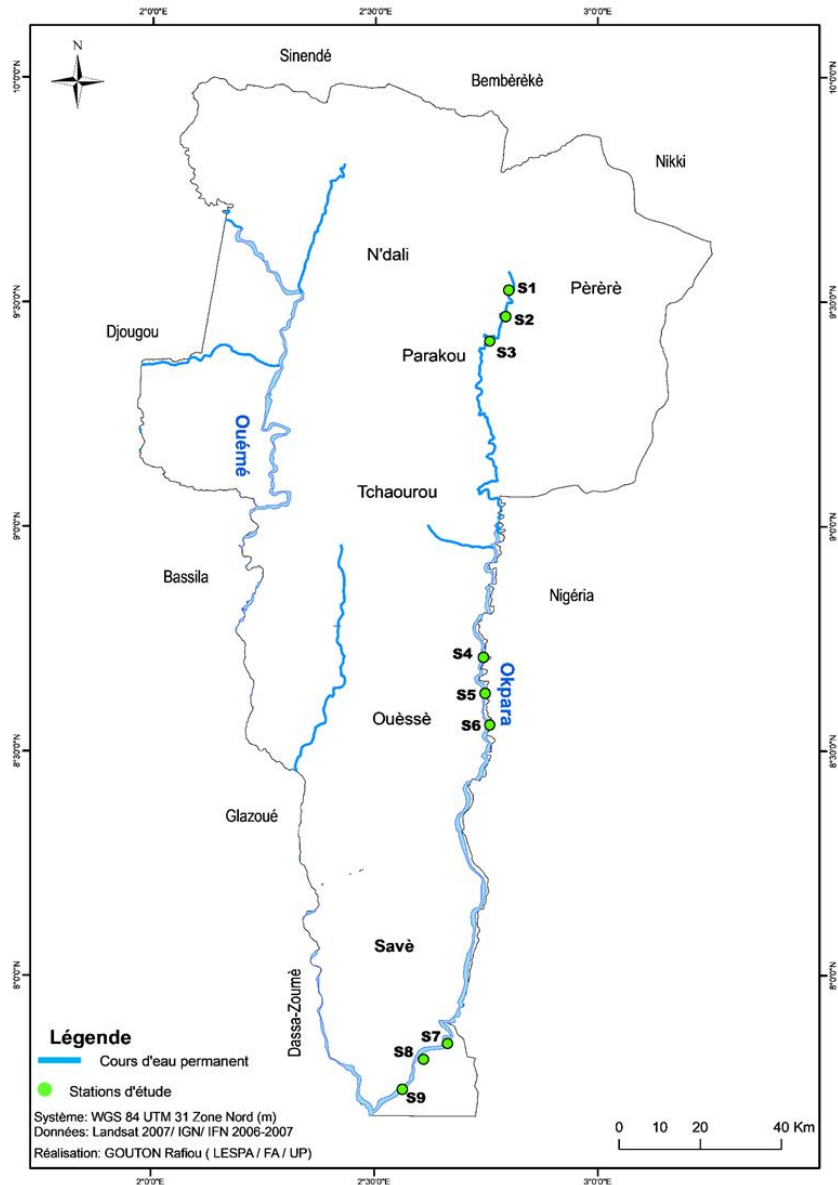 2°0'0"E
2°30'0"E
3°0'0"E
N
Sinendé
Bembèrèkè
10°0'0"N
10°0'0"N
Nikki
N'dali
S1
Pèrèrè
S2
9°30'0"N
9°30'0"N
Djougou
Parakou
S3
Ouémé
Tchaourou
9°0'0"N
9°0'0"N
Bassila
Nigéria
S4
Okpara
S5
Ouèssè
S6
8°30'0"N
8°30'0"N
Glazoué
Savè
8°0'0"N
8°0'0"N
Dassa-Zoumè
Légende
S7
Cours d'eau permanent
S8
Stations d'étude
S9
Système: WGS 84 UTM 31 Zone Nord (m)
Données: Landsat 2007/ IGN/ IFN 2006-2007
Réalisation: GOUTON Rafiou ( LESPA / FA / UP)
0 10 20 40 Km
2°0'0"E
2°30'0"E
3°0'0"E